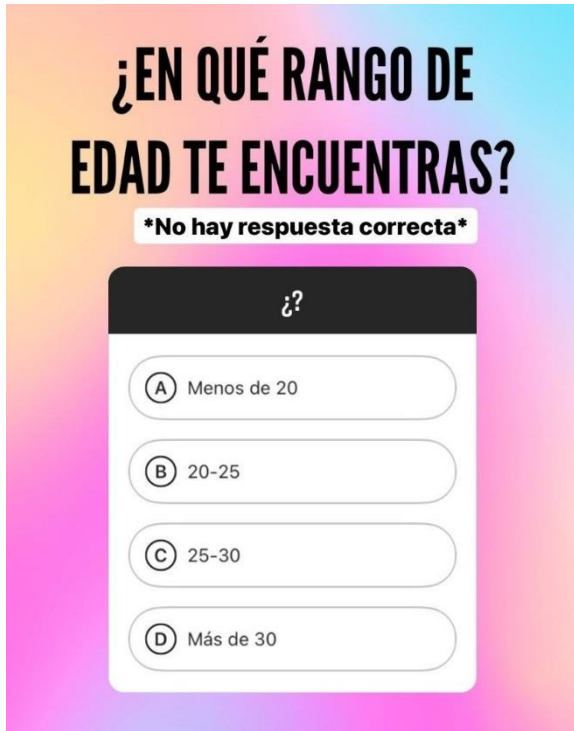 ¿EN QUÉ RANGO DE
EDAD TE ENCUENTRAS?
*No hay respuesta correcta*
¿?
A Menos de 20
B 20-25
C 25-30
D Más de 30